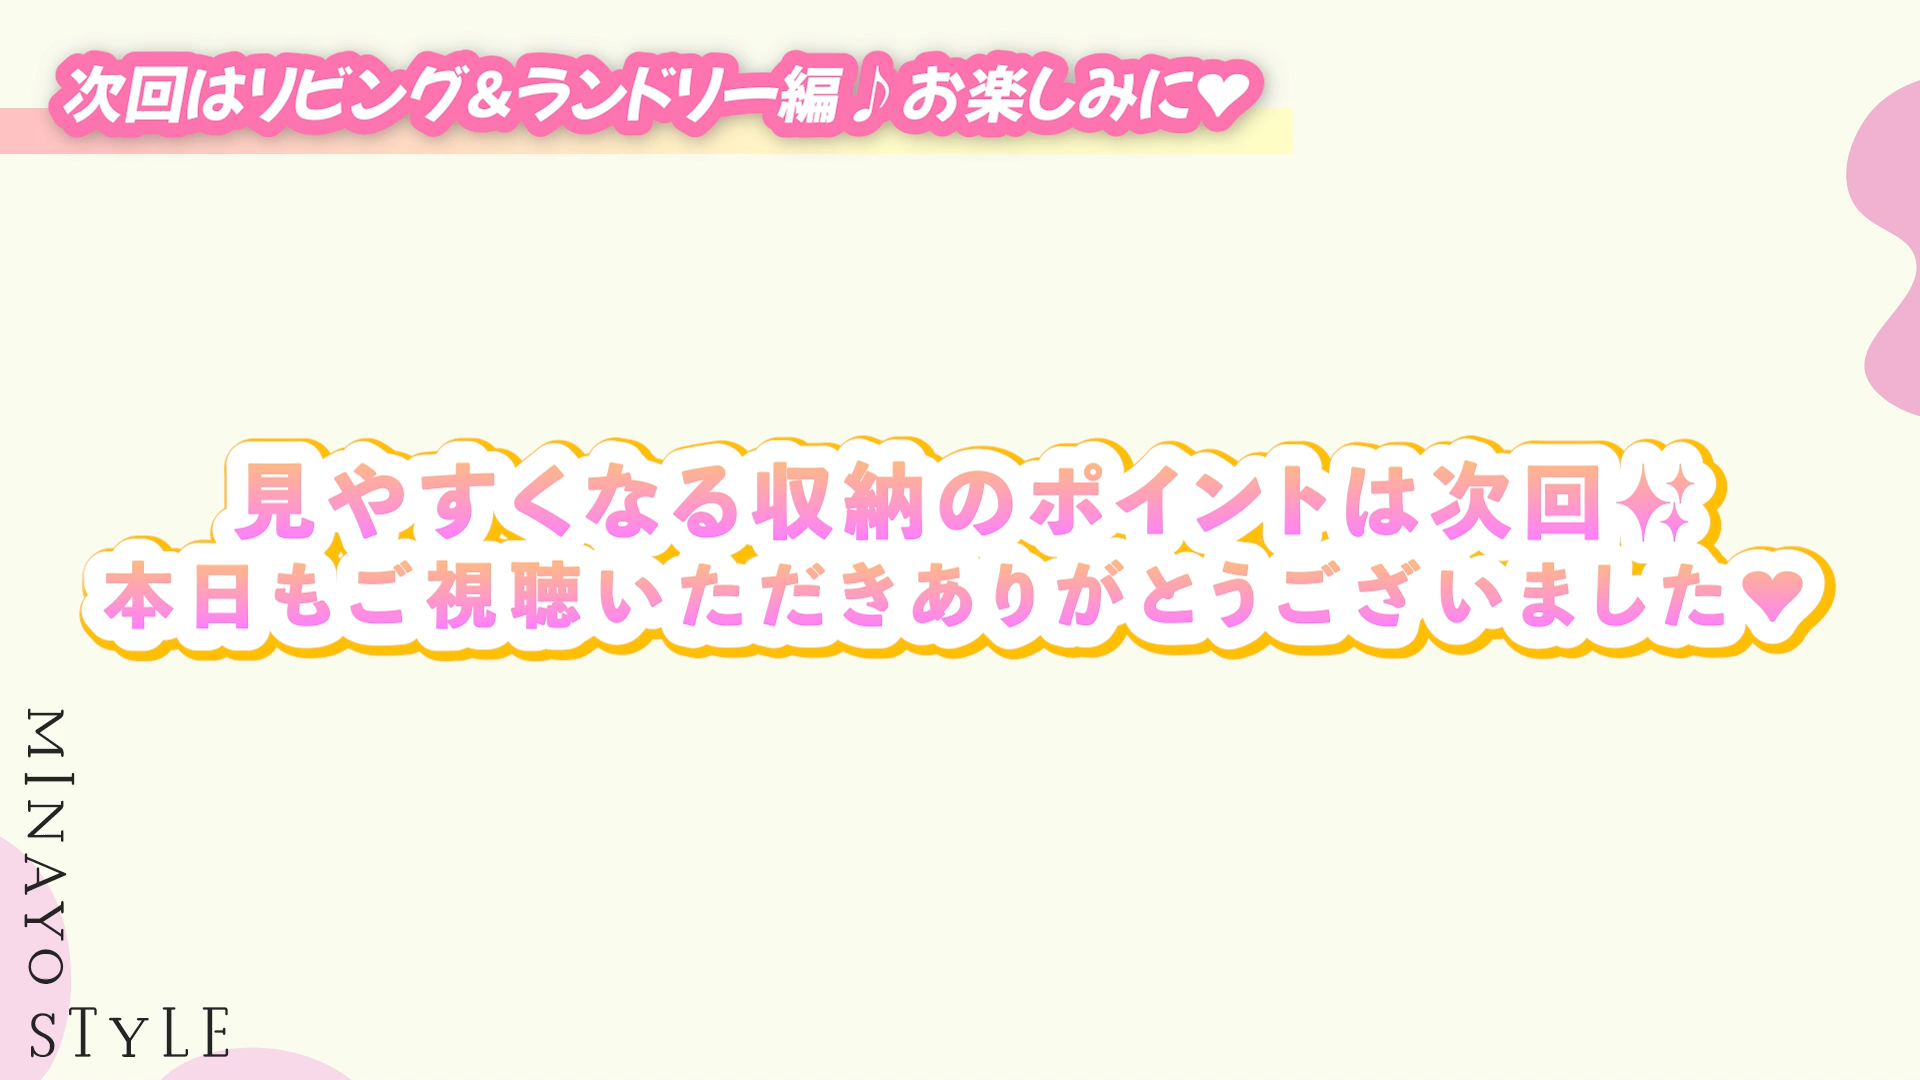 次回はリビング&ランドリー編♪お楽しみに♥
見やすくなる収納のポイントは次回✨
本日もご視聴いただきありがとうございました♥
MINAYO
STYLE